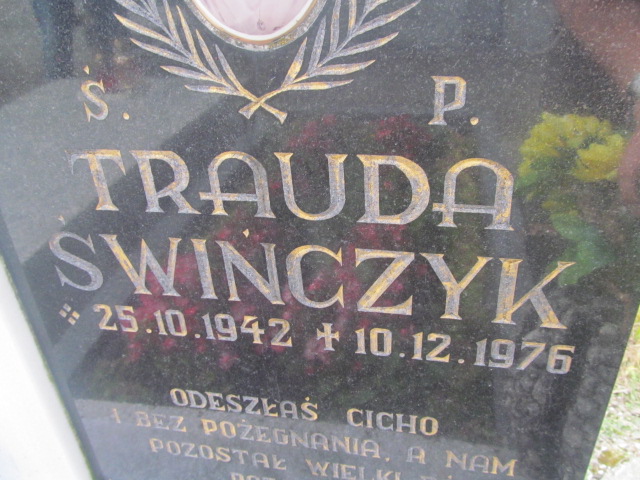 Ś. P.
TRAUDA
ŚWIŃCZYK
25.10.1942 + 10.12.1976
ODESZŁAŚ CICHO
I BEZ POŻEGNANIA, A NAM
POZOSTAŁ WIELKI